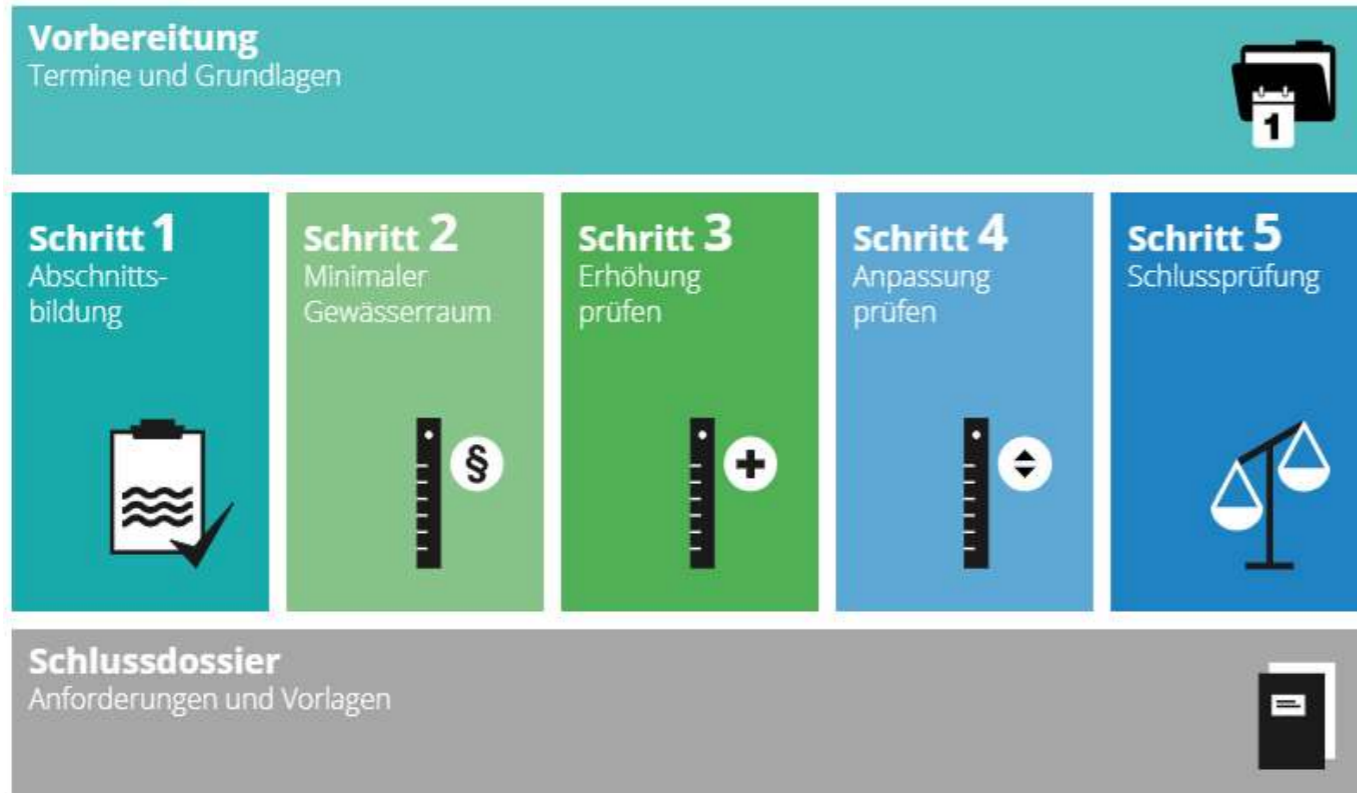 Vorbereitung
Termine und Grundlagen
1
Schritt 1
Abschnitts-
bildung
Schritt 2
Minimaler
Gewässerraum
§
Schritt 3
Erhöhung
prüfen
Schritt 4
Anpassung
prüfen
Schritt 5
Schlussprüfung
Schlussdossier
Anforderungen und Vorlagen